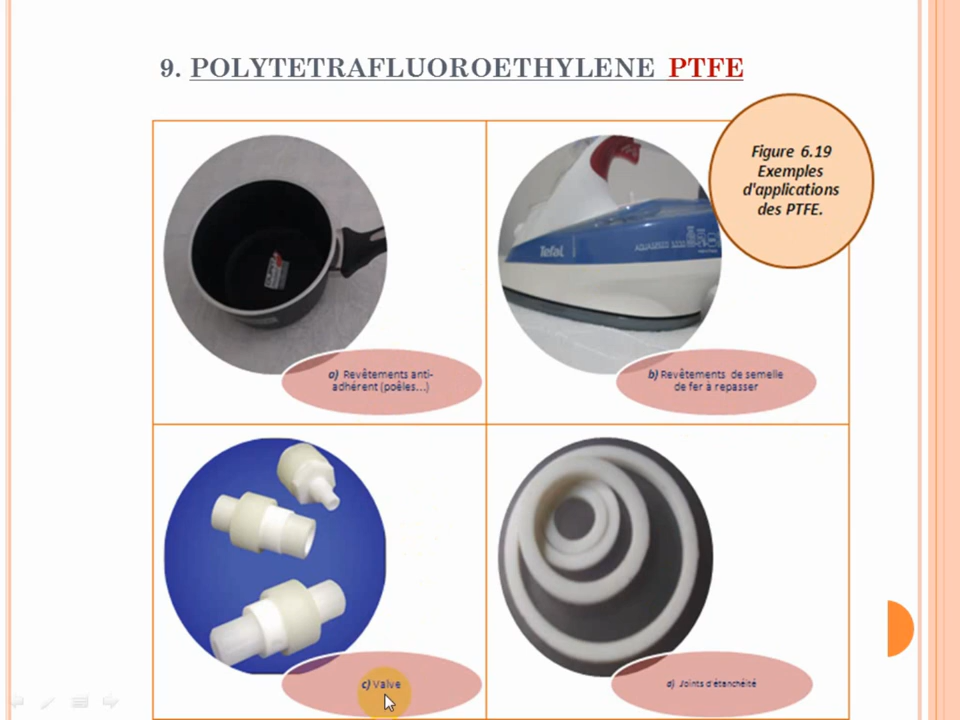 9. POLYTETRAFLUOROETHYLENE PTFE
Figure 6.19
Exemples
d'applications
des PTFE.
Tefal
a) Revêtements anti-
adhérent (poêles...)
b) Revêtements de semelle
de fer à repasser
c) Valve
d) Joints d'étanchéité